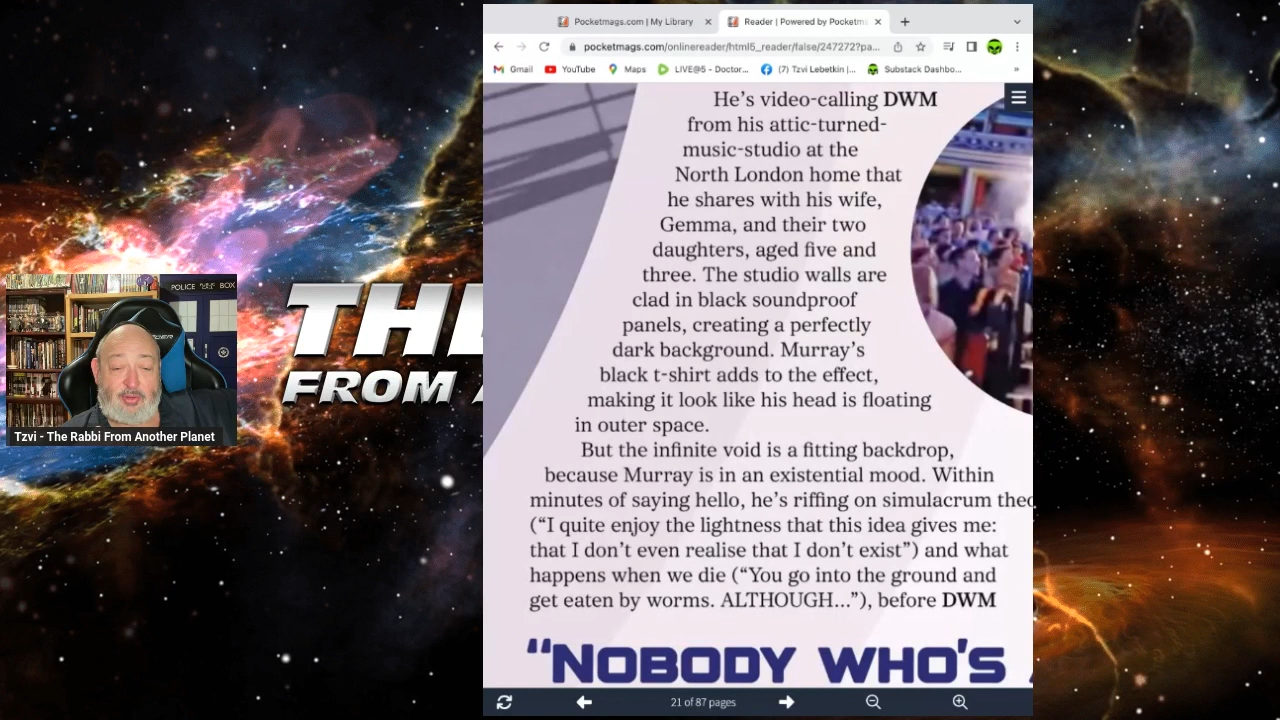 Pocketmags.com | My Library
Reader | Powered by Pocketm
pocketmags.com/onlinereader/html5_reader/false/247272?pa...
Gmail
YouTube
Maps
LIVE@5 - Doctor...
(7) Tzvi Lebetkin |...
Substack Dashbo...
He's video-calling DWM
from his attic-turned-
music-studio at the
North London home that
he shares with his wife,
Gemma, and their two
daughters, aged five and
three. The studio walls are
clad in black soundproof
panels, creating a perfectly
dark background. Murray's
black t-shirt adds to the effect,
making it look like his head is floating
in outer space.
But the infinite void is a fitting backdrop,
because Murray is in an existential mood. Within
minutes of saying hello, he's riffing on simulacrum theo
("I quite enjoy the lightness that this idea gives me:
that I don't even realise that I don't exist") and what
happens when we die ("You go into the ground and
get eaten by worms. ALTHOUGH..."), before DWM
"NOBODY WHO'S
21 of 87 pages
POLICE BOX
Tzvi - The Rabbi From Another Planet
THE
FROM A